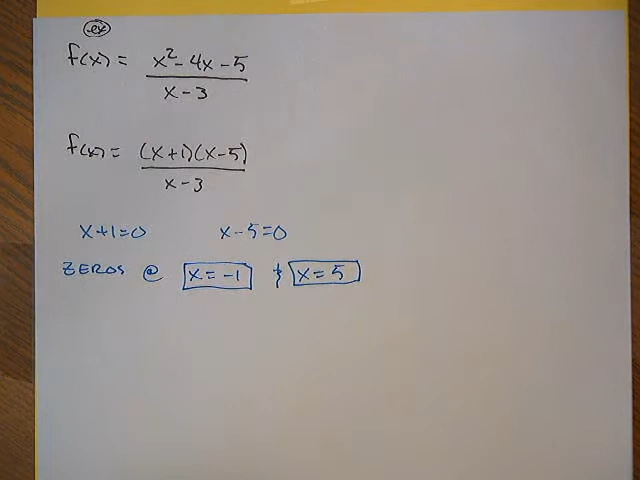 ex
f(x) = x² - 4x - 5
x - 3
f(x) = (x+1)(x-5)
x - 3
x+1=0 x-5=0
ZEROS @ x = -1 & x = 5